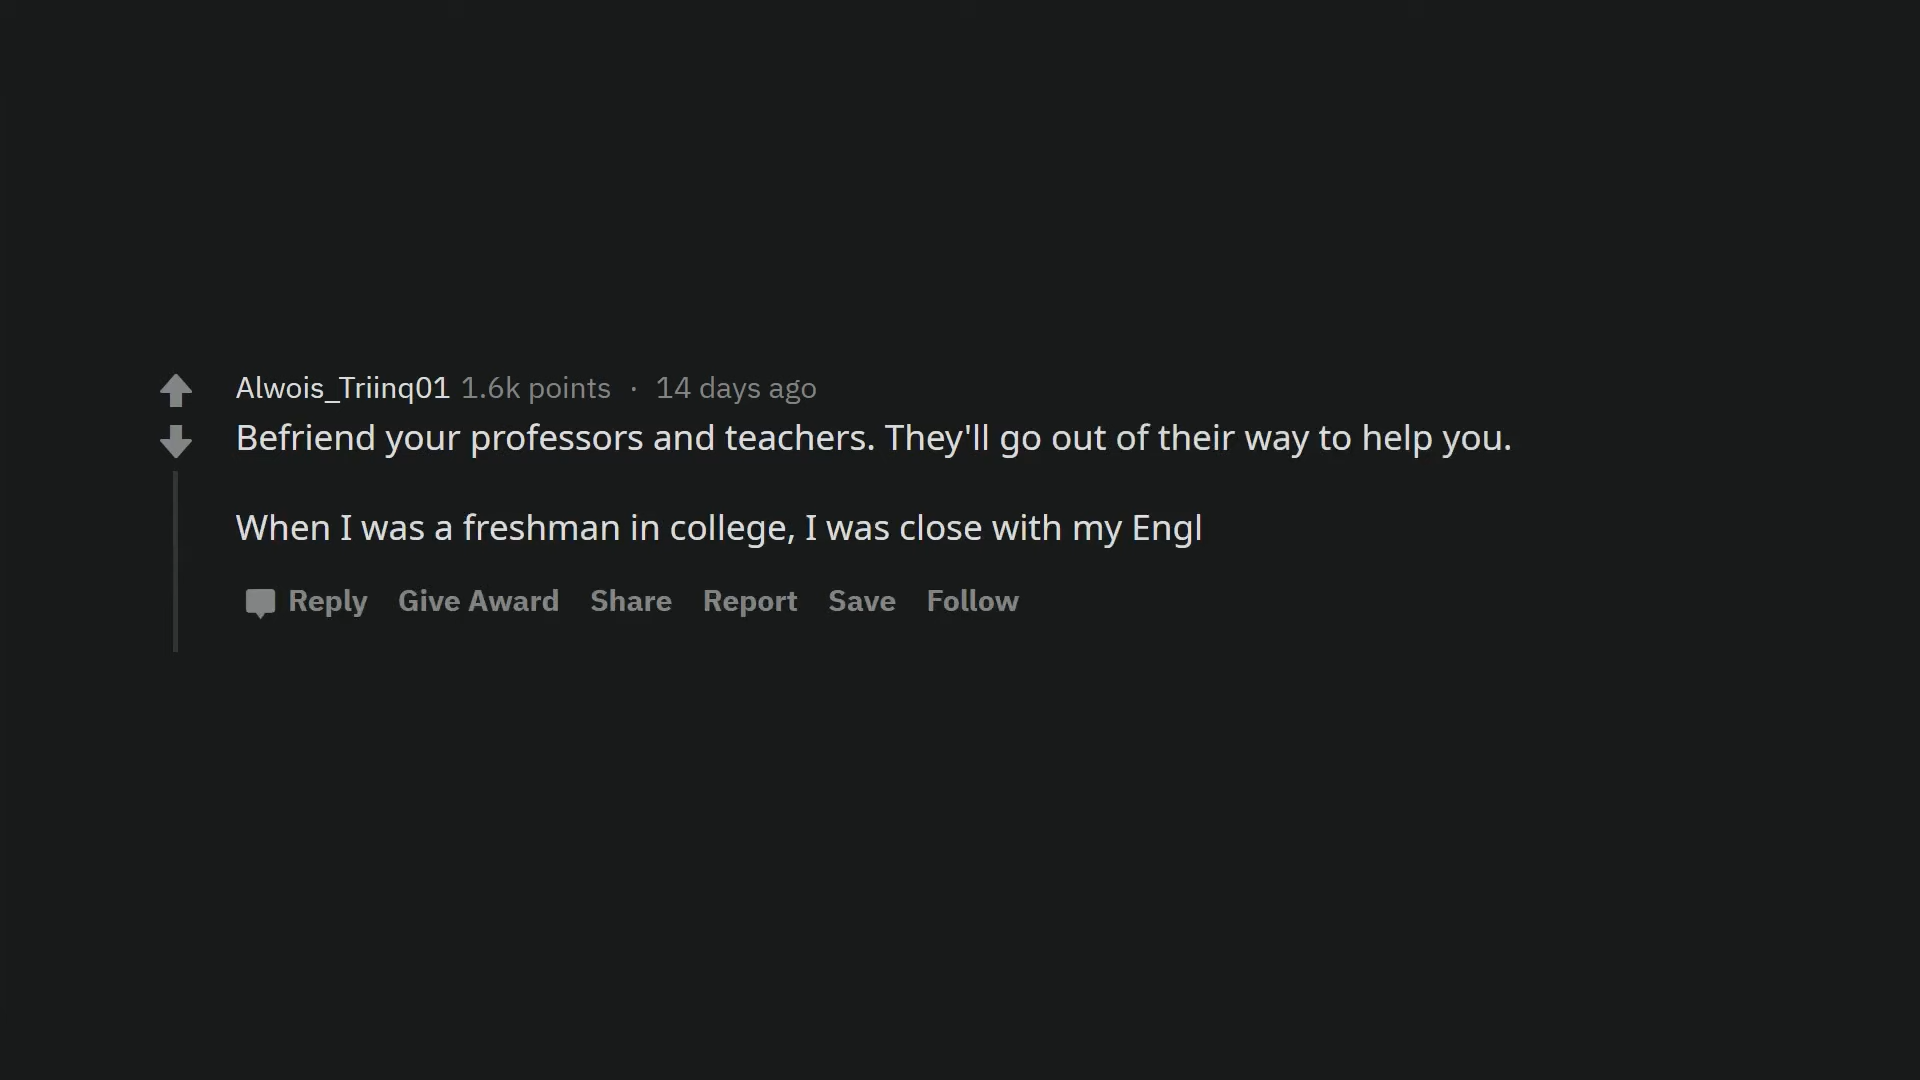 Alwois_Triinq01 1.6k points · 14 days ago
Befriend your professors and teachers. They'll go out of their way to help you.
When I was a freshman in college, I was close with my Engl
Reply Give Award Share Report Save Follow